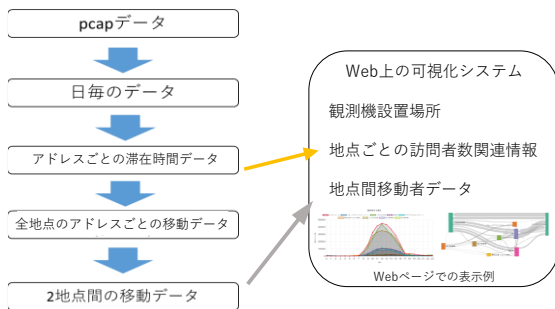 pcapデータ
日毎のデータ
アドレスごとの滞在時間データ
全地点のアドレスごとの移動データ
2地点間の移動データ
Web上の可視化システム
観測機設置場所
地点ごとの訪問者数関連情報
地点間移動者データ
Webページでの表示例